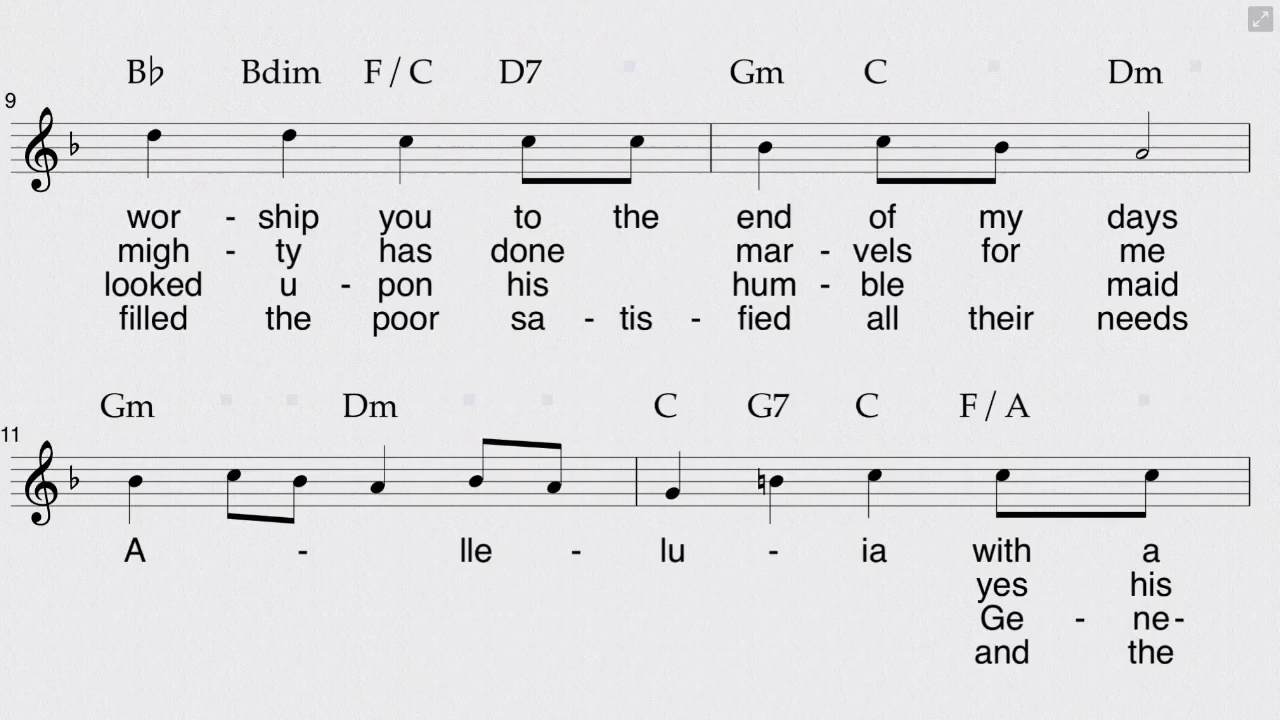 B♭ Bdim F / C D7 Gm C Dm
9
wor - ship you to the end of my days
migh - ty has done mar - vels for me
looked u - pon his hum - ble maid
filled the poor sa - tis - fied all their needs
Gm Dm C G7 C F / A
11
A - lle - lu - ia with a
yes his
Ge - ne-
and the